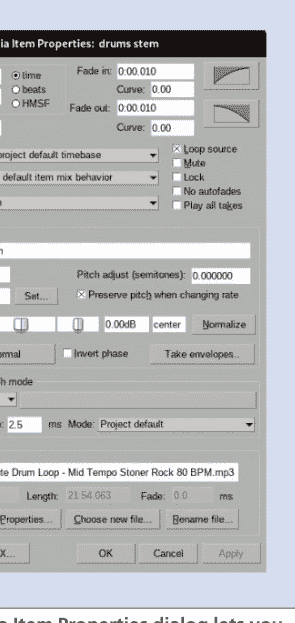 ia Item Properties: drums stem
time Fade in: 0:00.010
beats Curve: 0.00
HMSF Fade out: 0:00.010
Curve: 0.00
project default timebase Loop source
Mute
default item mix behavior Lock
No autofades
Play all takes
Pitch adjust (semitones): 0.000000
Set... Preserve pitch when changing rate
0.00dB center Normalize
ormal Invert phase Take envelopes...
h mode
: 2.5 ms Mode: Project default
te Drum Loop - Mid Tempo Stoner Rock 80 BPM.mp3
Length: 21:54.063 Fade: 0.0 ms
Properties... Choose new file... Rename file...
X... OK Cancel Apply
a Item Properties dialog lets you